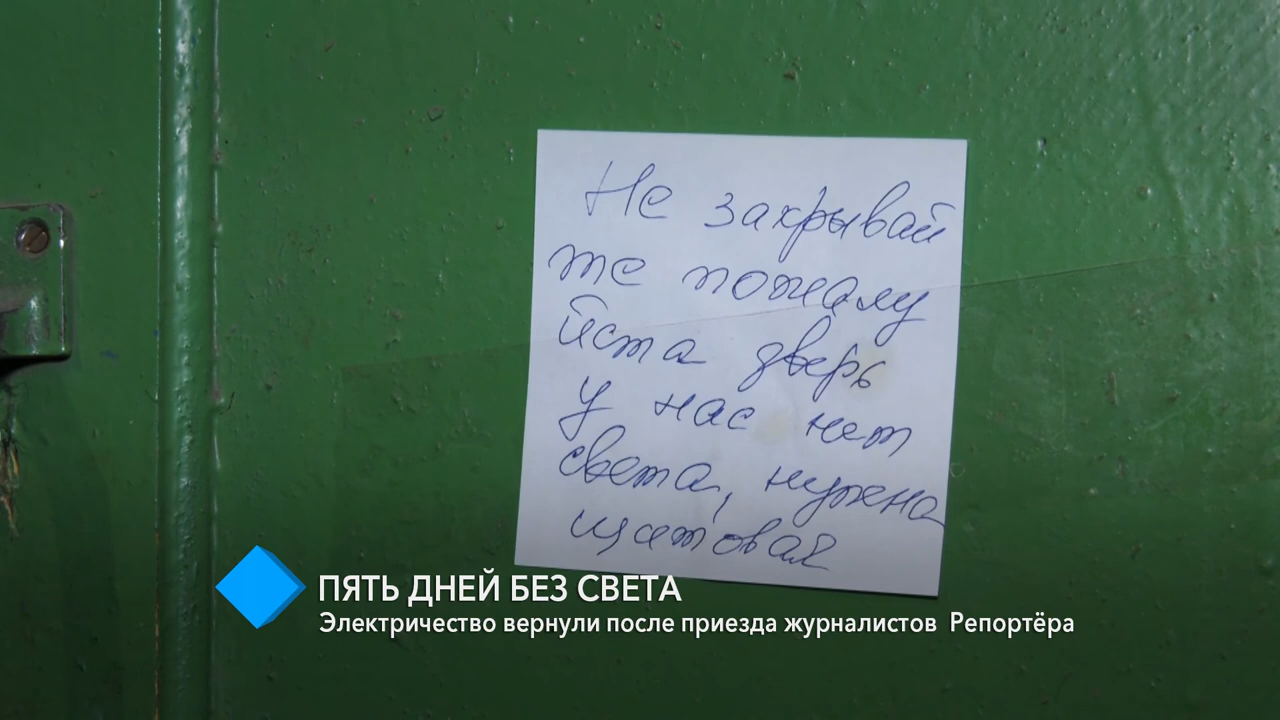 Не закрывай
те пожалу
йста дверь
у нас нет
света, нужна
щитовая
ПЯТЬ ДНЕЙ БЕЗ СВЕТА
Электричество вернули после приезда журналистов Репортёра